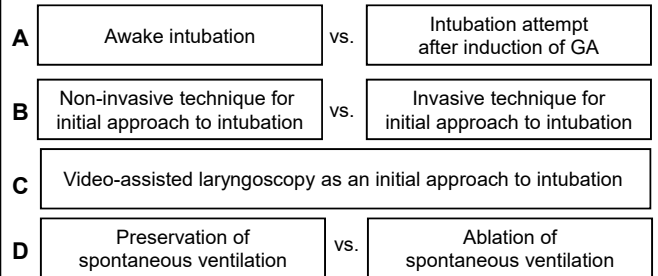 A Awake intubation vs. Intubation attempt
after induction of GA
B Non-invasive technique for
initial approach to intubation vs. Invasive technique for
initial approach to intubation
C Video-assisted laryngoscopy as an initial approach to intubation
D Preservation of
spontaneous ventilation vs. Ablation of
spontaneous ventilation